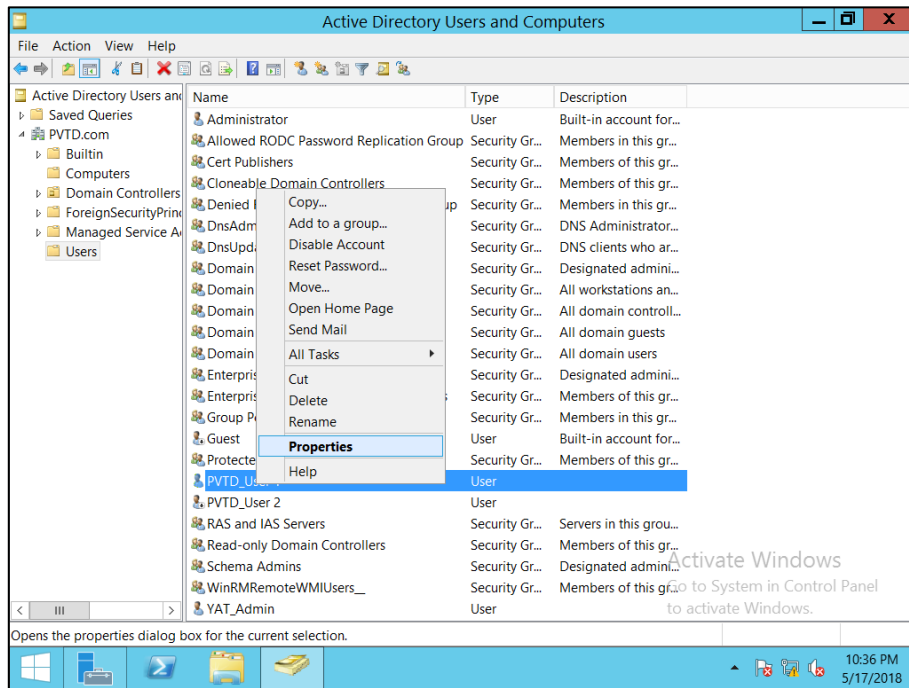 Active Directory Users and Computers
File Action View Help
Active Directory Users and
Saved Queries
PVTD.com
Builtin
Computers
Domain Controllers
ForeignSecurityPrin
Managed Service A
Users
Name Type Description
Administrator User Built-in account for...
Allowed RODC Password Replication Group Security Gr... Members in this gr...
Cert Publishers Security Gr... Members of this gr...
Cloneable Domain Controllers Security Gr... Members of this gr...
Denied up Security Gr... Members in this gr...
DnsAdm Security Gr... DNS Administrator...
DnsUpd Security Gr... DNS clients who ar...
Domain Security Gr... Designated admini...
Domain Security Gr... All workstations an...
Domain Security Gr... All domain controll...
Domain Security Gr... All domain guests
Domain Security Gr... All domain users
Enterpris Security Gr... Designated admini...
Enterpris Security Gr... Members of this gr...
Group P Security Gr... Members in this gr...
Guest User Built-in account for...
Protecte Security Gr... Members of this gr...
PVTD_User User
PVTD_User 2 User
RAS and IAS Servers Security Gr... Servers in this grou...
Read-only Domain Controllers Security Gr... Members of this gr...
Schema Admins Security Gr... Designated admini...
WinRMRemoteWMIUsers__ Security Gr... Members of this gr...
YAT_Admin User
Copy...
Add to a group...
Disable Account
Reset Password...
Move...
Open Home Page
Send Mail
All Tasks
Cut
Delete
Rename
Properties
Help
Activate Windows
Go to System in Control Panel
to activate Windows.
Opens the properties dialog box for the current selection.
10:36 PM
5/17/2018